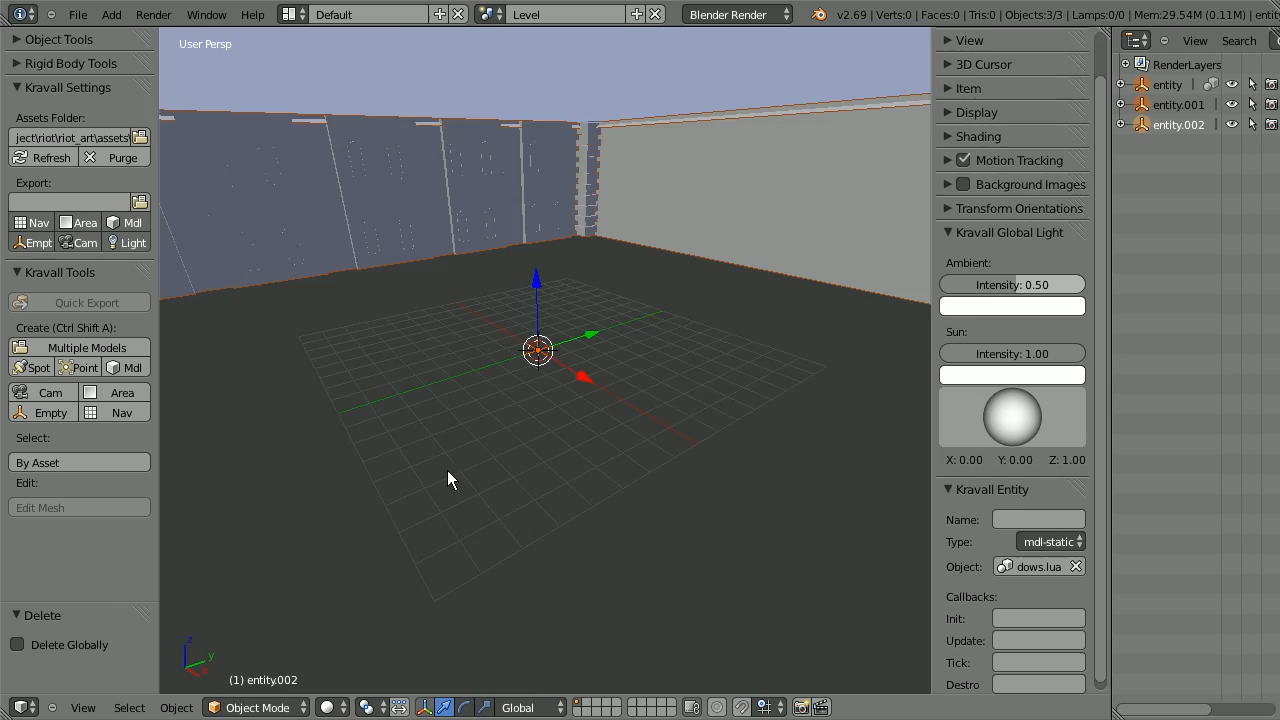 File Add Render Window Help Default Level Blender Render v2.69 | Verts:0 | Faces:0 | Tris:0 | Objects:3/3 | Lamps:0/0 | Mem:29.54M (0.11M) | entity
Object Tools
Rigid Body Tools
Kravall Settings
Assets Folder:
ject\riot\riot_art\assets\
Refresh Purge
Export:
Nav Area Mdl
Empt Cam Light
Kravall Tools
Quick Export
Create (Ctrl Shift A):
Multiple Models
Spot Point Mdl
Cam Area
Empty Nav
Select:
By Asset
Edit:
Edit Mesh
Delete
Delete Globally
User Persp
z
y
x
(1) entity.002
View Select Object Object Mode Global
View
3D Cursor
Item
Display
Shading
Motion Tracking
Background Images
Transform Orientations
Kravall Global Light
Ambient:
Intensity: 0.50
Sun:
Intensity: 1.00
X: 0.00 Y: 0.00 Z: 1.00
Kravall Entity
Name:
Type: mdl-static
Object: dows.lua
Callbacks:
Init:
Update:
Tick:
Destro
View Search
RenderLayers
entity
entity.001
entity.002